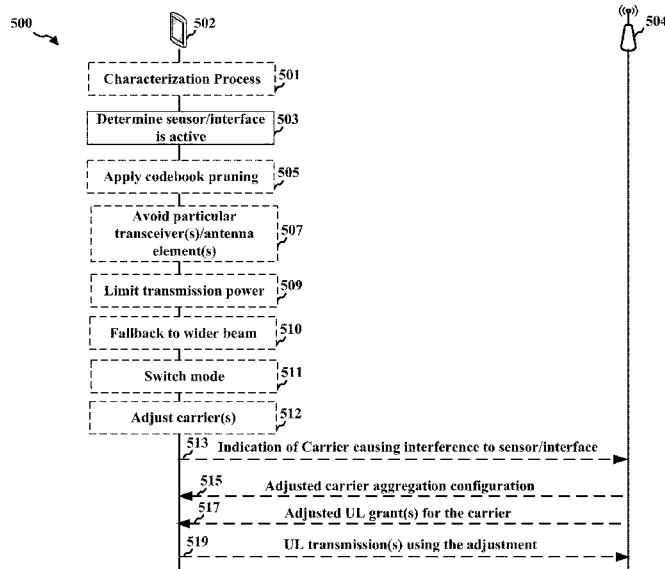 500
502
504
Characterization Process
501
Determine sensor/interface
is active
503
Apply codebook pruning
505
Avoid particular
transceiver(s)/antenna
element(s)
507
Limit transmission power
509
Fallback to wider beam
510
Switch mode
511
Adjust carrier(s)
512
513
Indication of Carrier causing interference to sensor/interface
515
Adjusted carrier aggregation configuration
517
Adjusted UL grant(s) for the carrier
519
UL transmission(s) using the adjustment